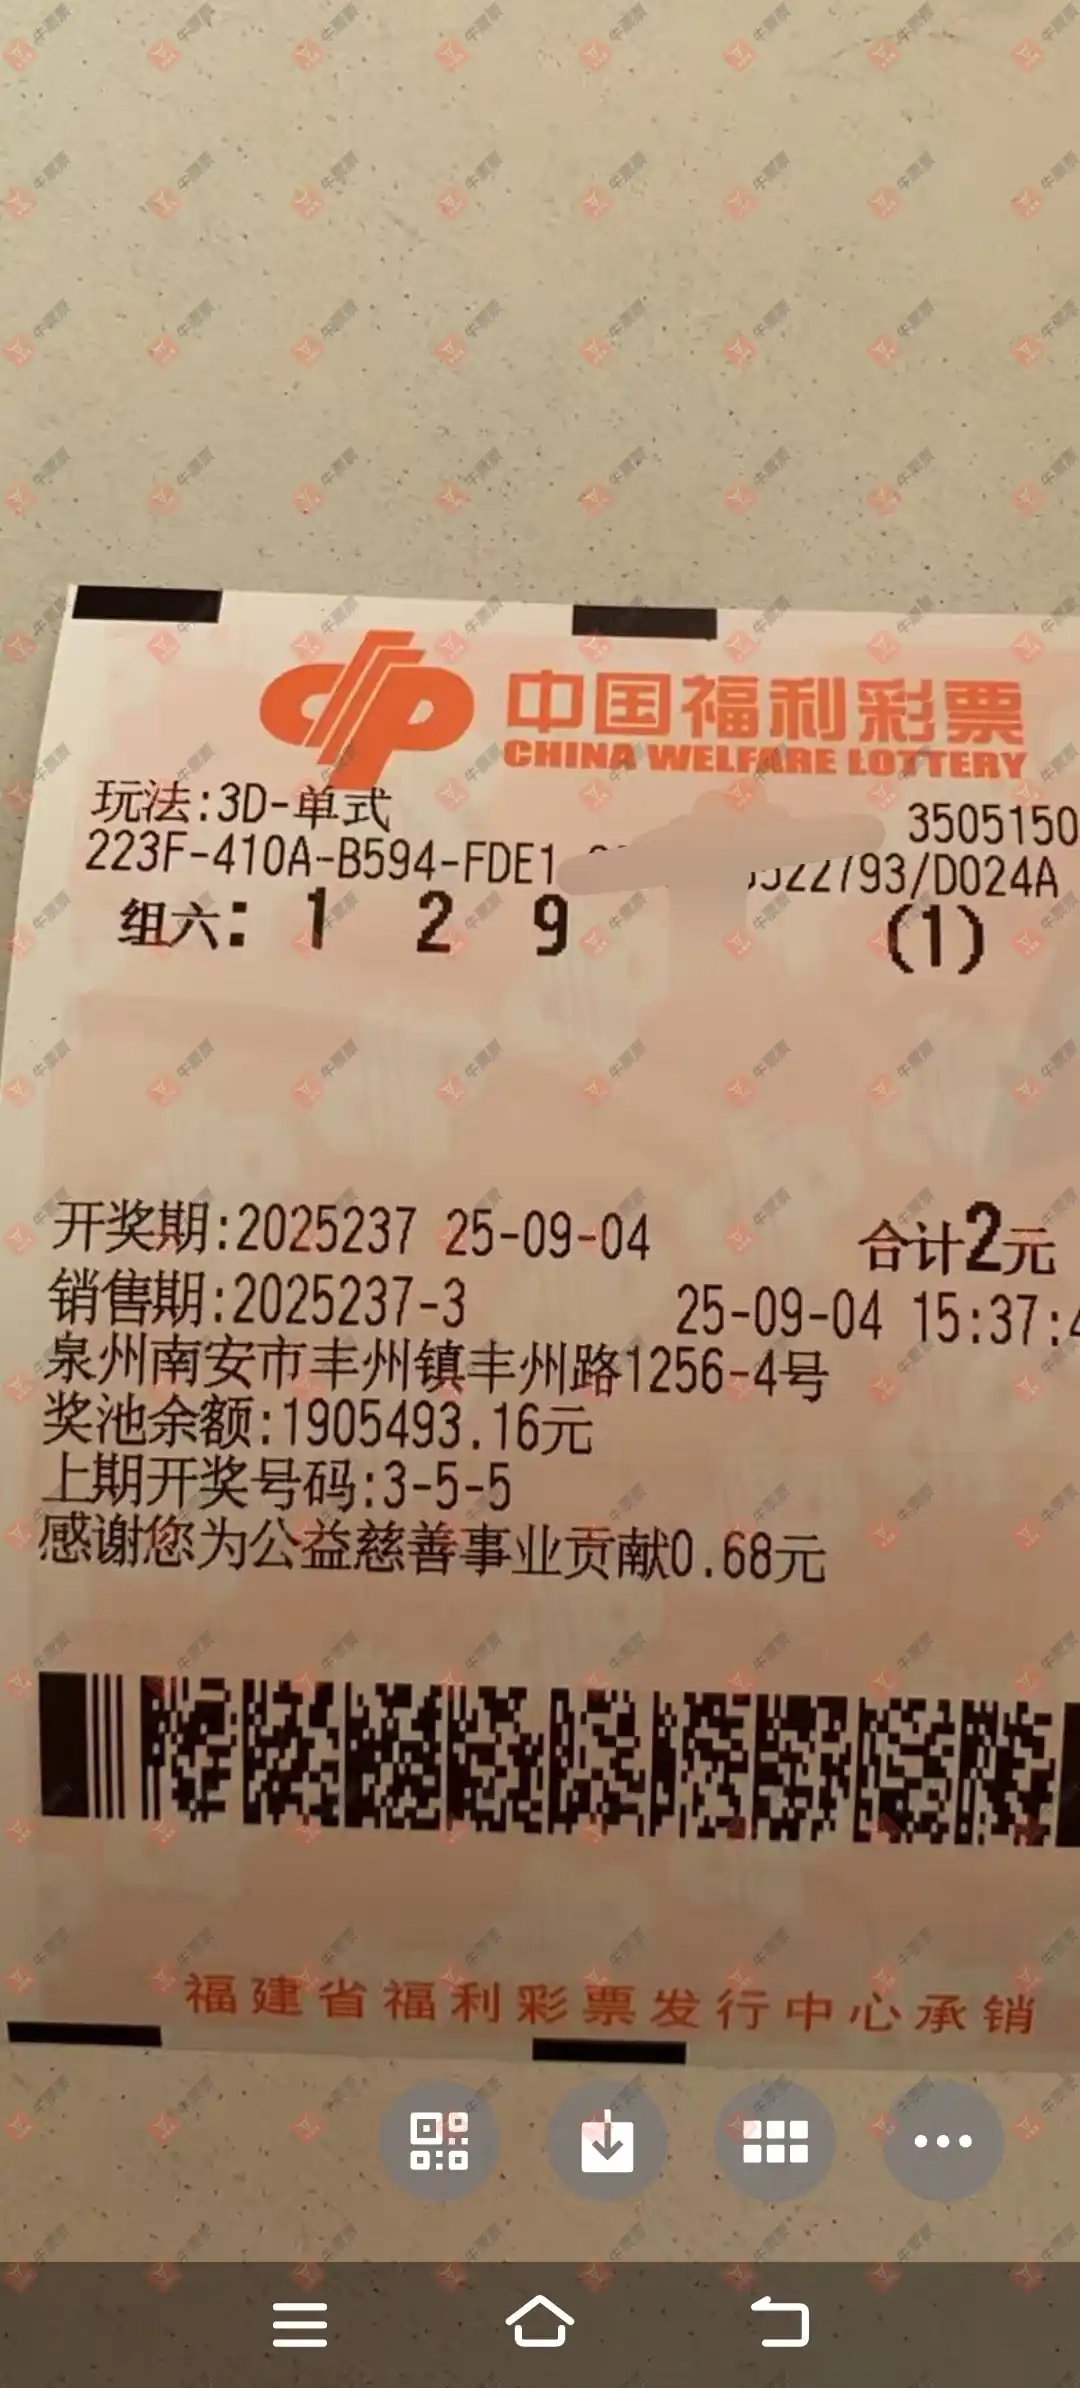 中国福利彩票
CHINA WELFARE LOTTERY
玩法:3D-单式
3505150
223F-410A-B594-FDE1
22793/D024A
组六: 1 2 9 (1)
开奖期:2025237 25-09-04 合计2元
销售期:2025237-3 25-09-04 15:37:4
泉州南安市丰州镇丰州路1256-4号
奖池余额:1905493.16元
上期开奖号码:3-5-5
感谢您为公益慈善事业贡献0.68元
福建省福利彩票发行中心承销